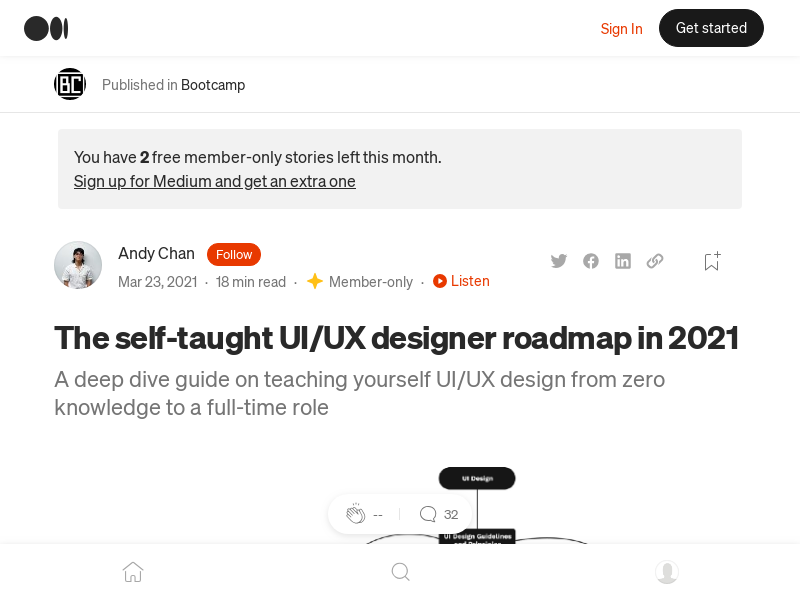 Sign In
Get started
BC
Published in Bootcamp
You have 2 free member-only stories left this month.
Sign up for Medium and get an extra one
Andy Chan
Follow
Mar 23, 2021 · 18 min read · Member-only · Listen
The self-taught UI/UX designer roadmap in 2021
A deep dive guide on teaching yourself UI/UX design from zero
knowledge to a full-time role
UI Design
-- 32
UI Design Guidelines
and Principles